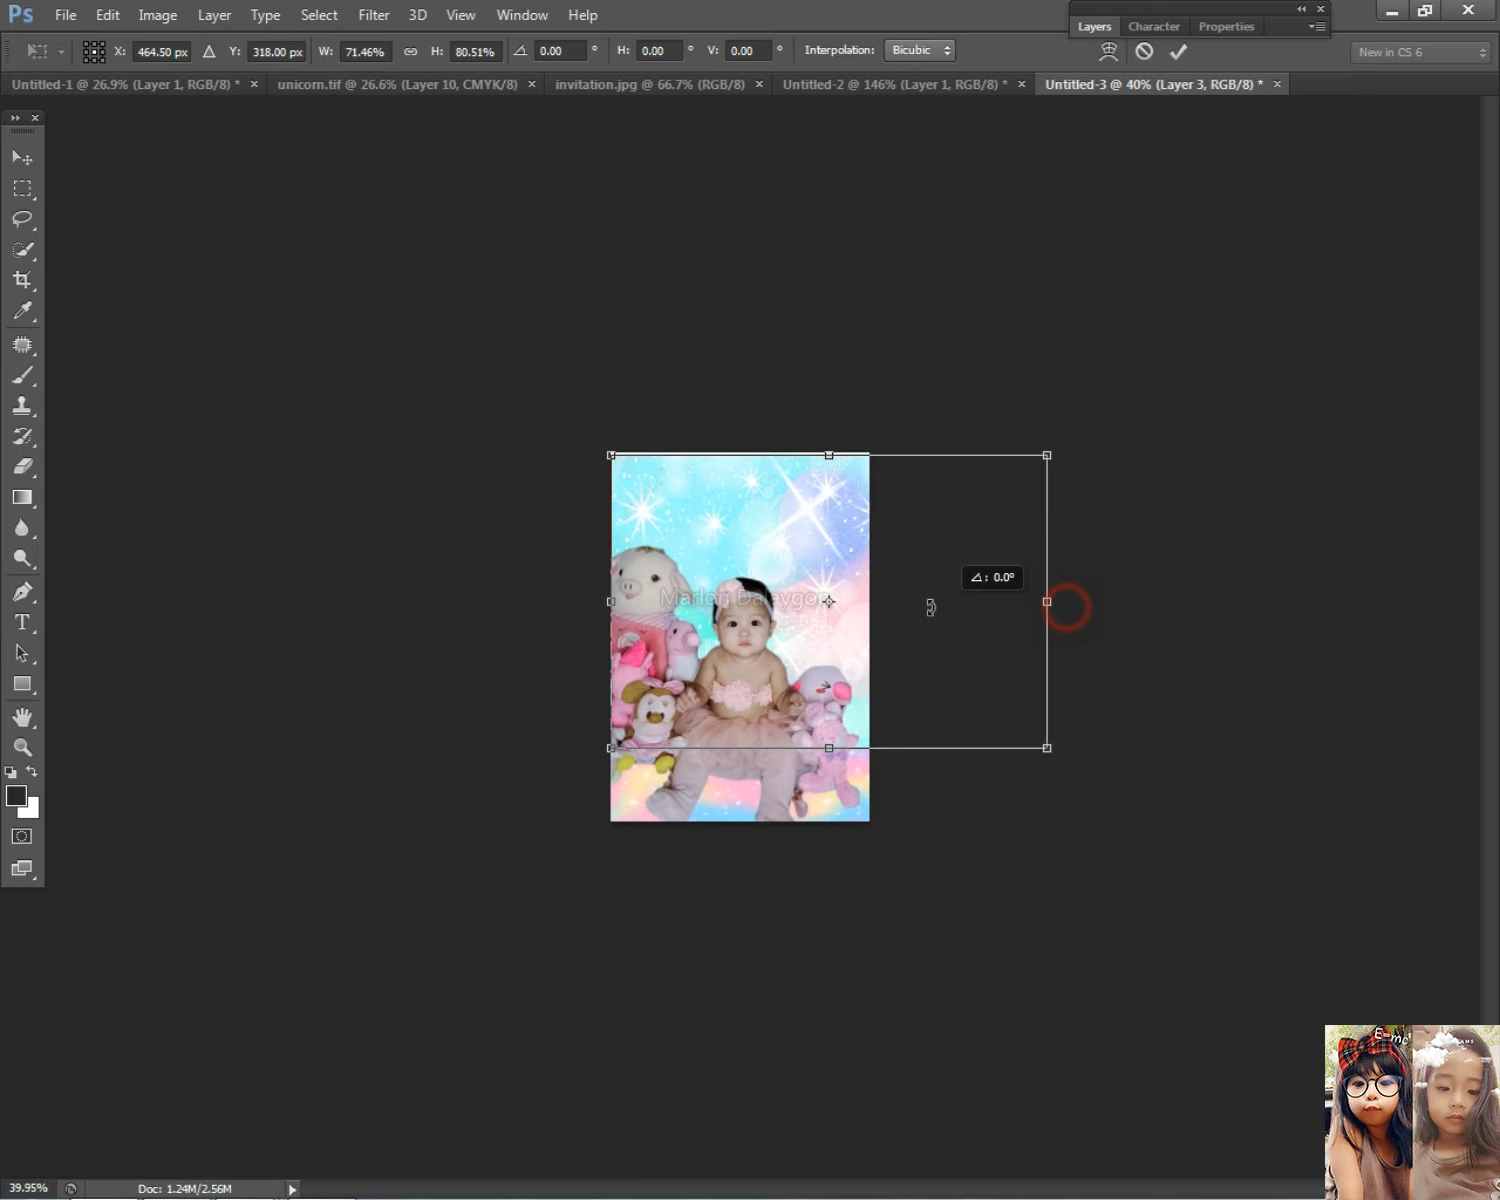 Ps File Edit Image Layer Type Select Filter 3D View Window Help
Layers Character Properties
X: 464.50 px Y: 318.00 px W: 71.46% H: 80.51% 0.00 ° H: 0.00 ° V: 0.00 ° Interpolation: Bicubic New in CS 6
Untitled-1 @ 26.9% (Layer 1, RGB/8) * × unicorn.tif @ 26.6% (Layer 10, CMYK/8) × invitation.jpg @ 66.7% (RGB/8) × Untitled-2 @ 146% (Layer 1, RGB/8) * × Untitled-3 @ 40% (Layer 3, RGB/8) * ×
: 0.0°
Marlon Dalaygon
T
E=mc²
39.95% Doc: 1.24M/2.56M